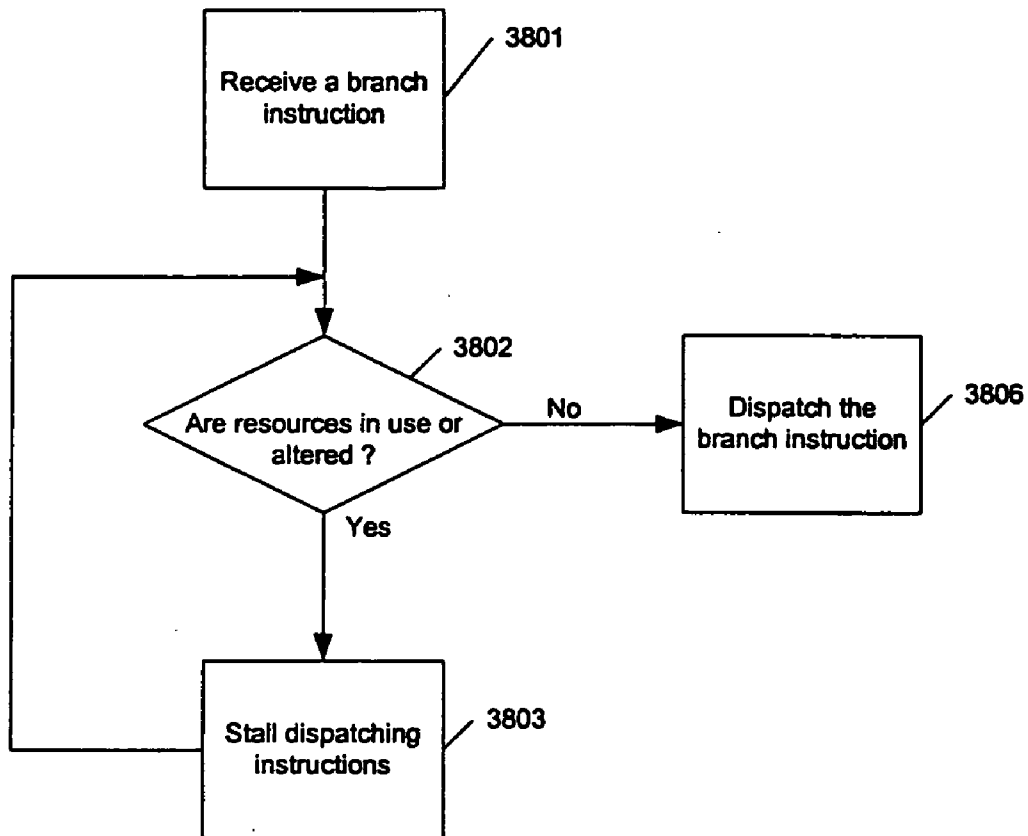 3801
Receive a branch
instruction
3802
Are resources in use or
altered ?
No
Dispatch the
branch instruction
3806
Yes
Stall dispatching
instructions
3803